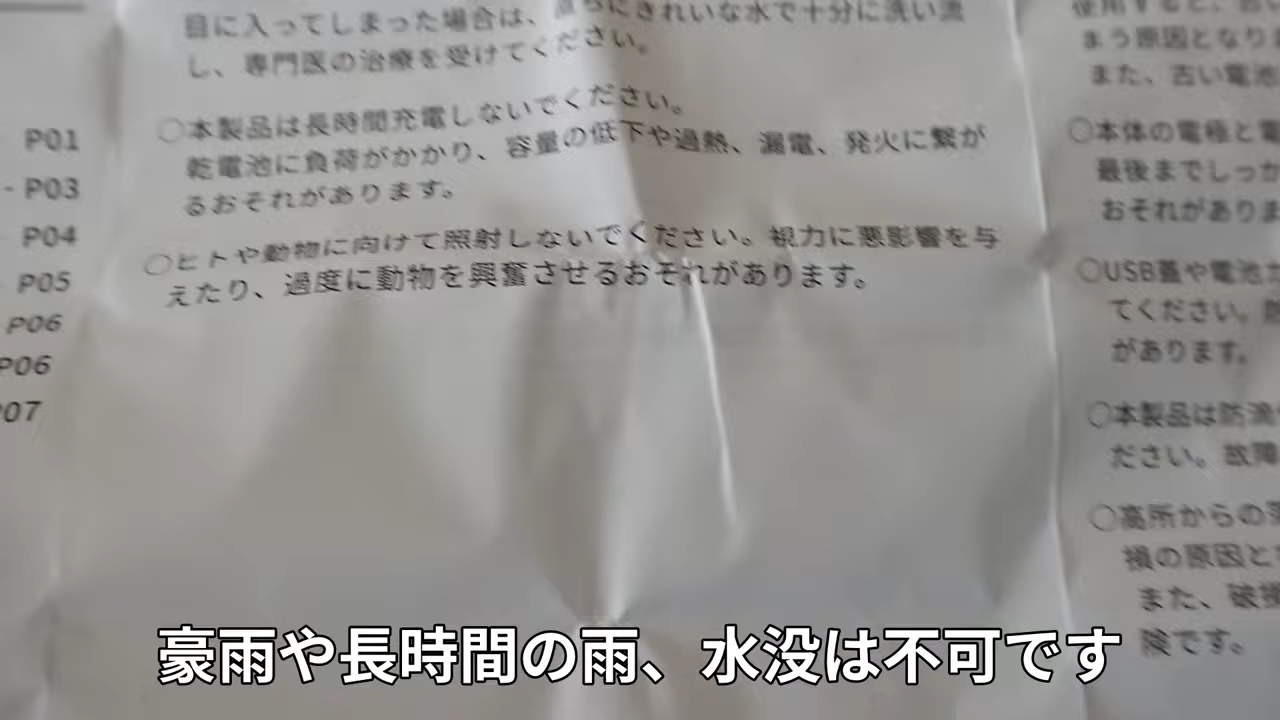 P01
- P03
P04
P05
P06
P06
P07
目に入ってしまった場合は、直ちにきれいな水で十分に洗い流
し、専門医の治療を受けてください。
○本製品は長時間充電しないでください。
乾電池に負荷がかかり、容量の低下や過熱、漏電、発火に繋が
るおそれがあります。
○ヒトや動物に向けて照射しないでください。視力に悪影響を与
えたり、過度に動物を興奮させるおそれがあります。
使用すると、
まう原因となり
また、古い電池
○本体の電極と電
最後までしっか
おそれがありま
○USB蓋や電池カ
てください。防
があります。
○本製品は防滴
ださい。故障
○高所からの落
損の原因と
また、破損
険です。
豪雨や長時間の雨、水没は不可です